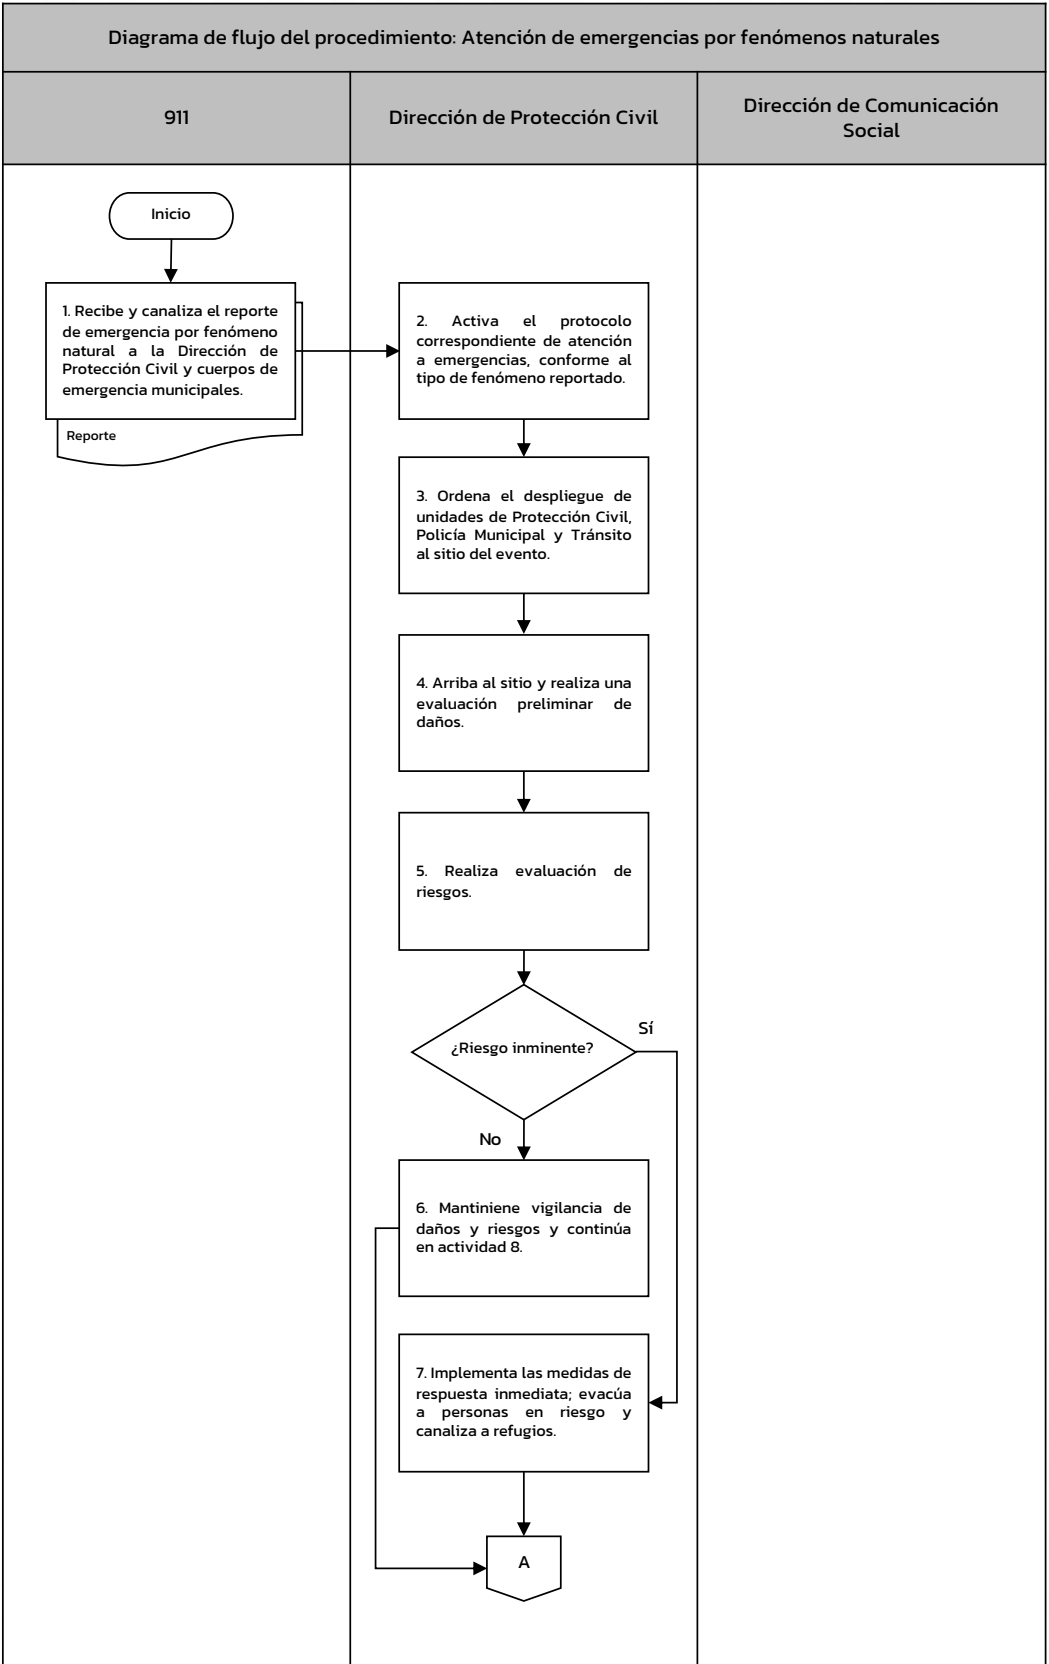 Diagrama de flujo del procedimiento: Atención de emergencias por fenómenos naturales
911
Dirección de Protección Civil
Dirección de Comunicación
Social
Inicio
1. Recibe y canaliza el reporte
de emergencia por fenómeno
natural a la Dirección de
Protección Civil y cuerpos de
emergencia municipales.
Reporte
2. Activa el protocolo
correspondiente de atención
a emergencias, conforme al
tipo de fenómeno reportado.
3. Ordena el despliegue de
unidades de Protección Civil,
Policía Municipal y Tránsito
al sitio del evento.
4. Arriba al sitio y realiza una
evaluación preliminar de
daños.
5. Realiza evaluación de
riesgos.
¿Riesgo inminente?
Sí
No
6. Mantiniene vigilancia de
daños y riesgos y continúa
en actividad 8.
7. Implementa las medidas de
respuesta inmediata; evacúa
a personas en riesgo y
canaliza a refugios.
A